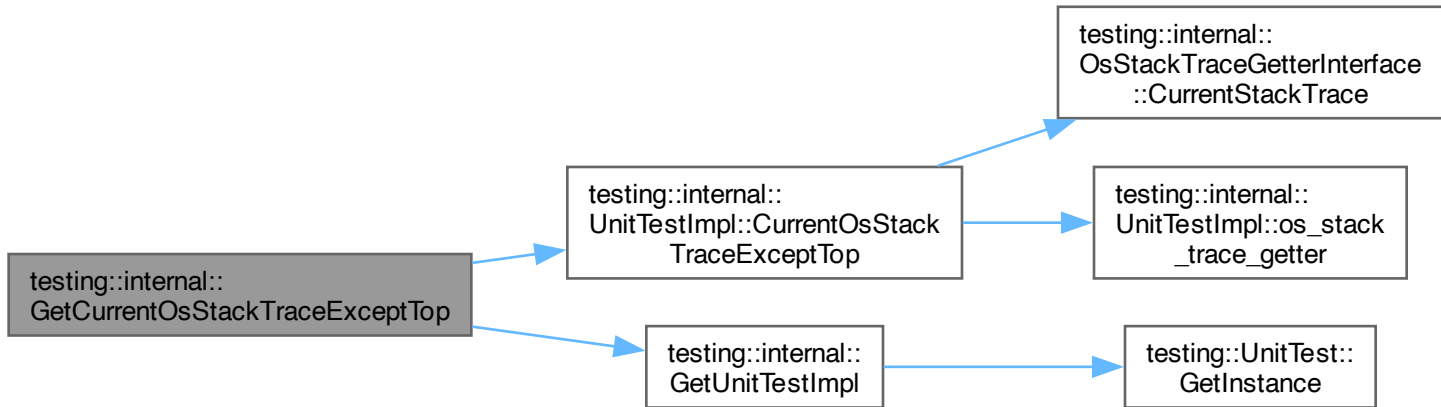 testing::internal::
OsStackTraceGetterInterface
::CurrentStackTrace
testing::internal::
UnitTestImpl::CurrentOsStack
TraceExceptTop
testing::internal::
UnitTestImpl::os_stack
_trace_getter
testing::internal::
GetCurrentOsStackTraceExceptTop
testing::internal::
GetUnitTestImpl
testing::UnitTest::
GetInstance